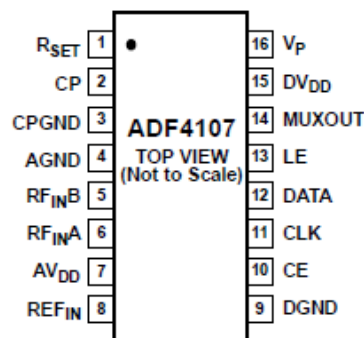 RSET 1 16 VP
CP 2 15 DVDD
CPGND 3 14 MUXOUT
ADF4107
AGND 4 TOP VIEW 13 LE
(Not to Scale)
RFINB 5 12 DATA
RFINA 6 11 CLK
AVDD 7 10 CE
REFIN 8 9 DGND